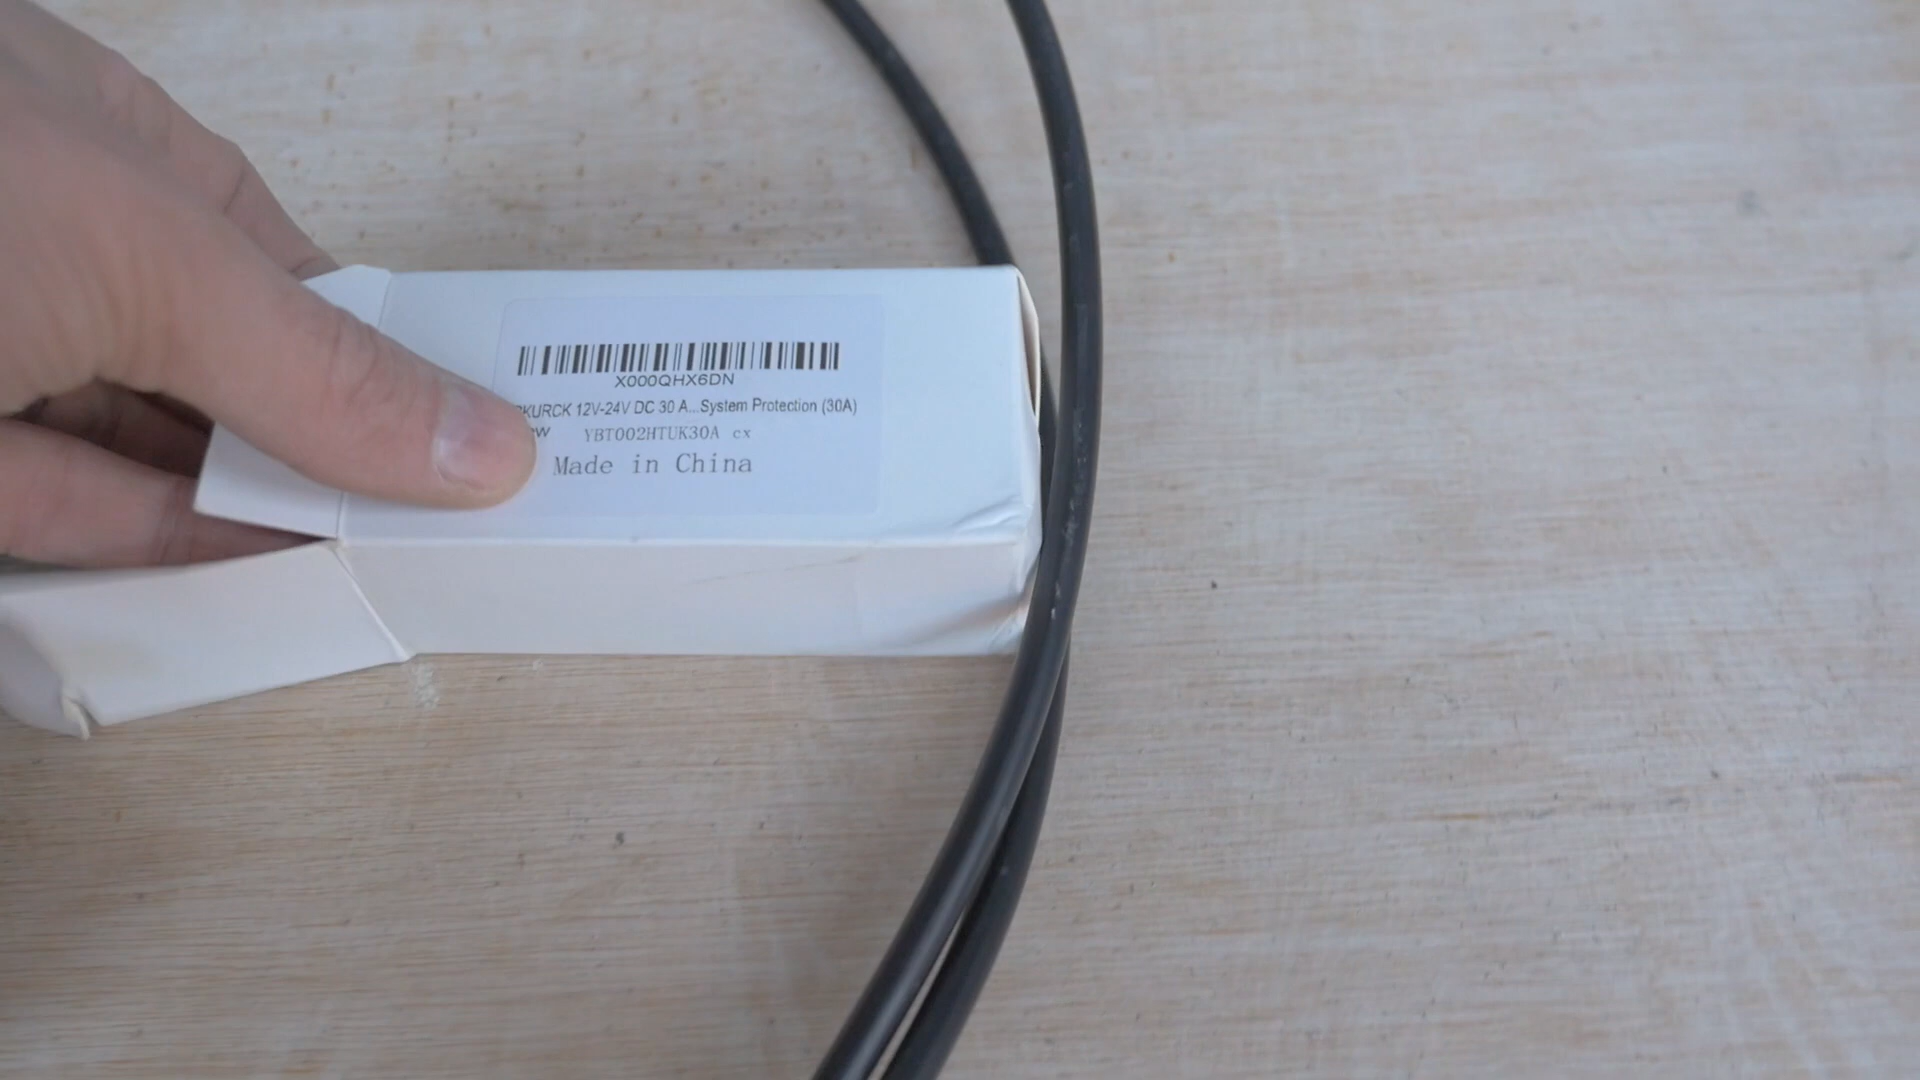 X000QHX6DN
KURCK 12V-24V DC 30 A...System Protection (30A)
YBT002HTUK30A cx
Made in China